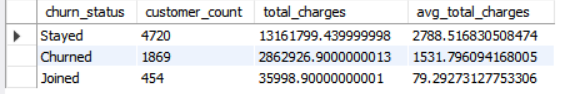 churn_status customer_count total_charges avg_total_charges
Stayed 4720 13161799.439999998 2788.516830508474
Churned 1869 2862926.9000000013 1531.796094168005
Joined 454 35998.90000000001 79.29273127753306